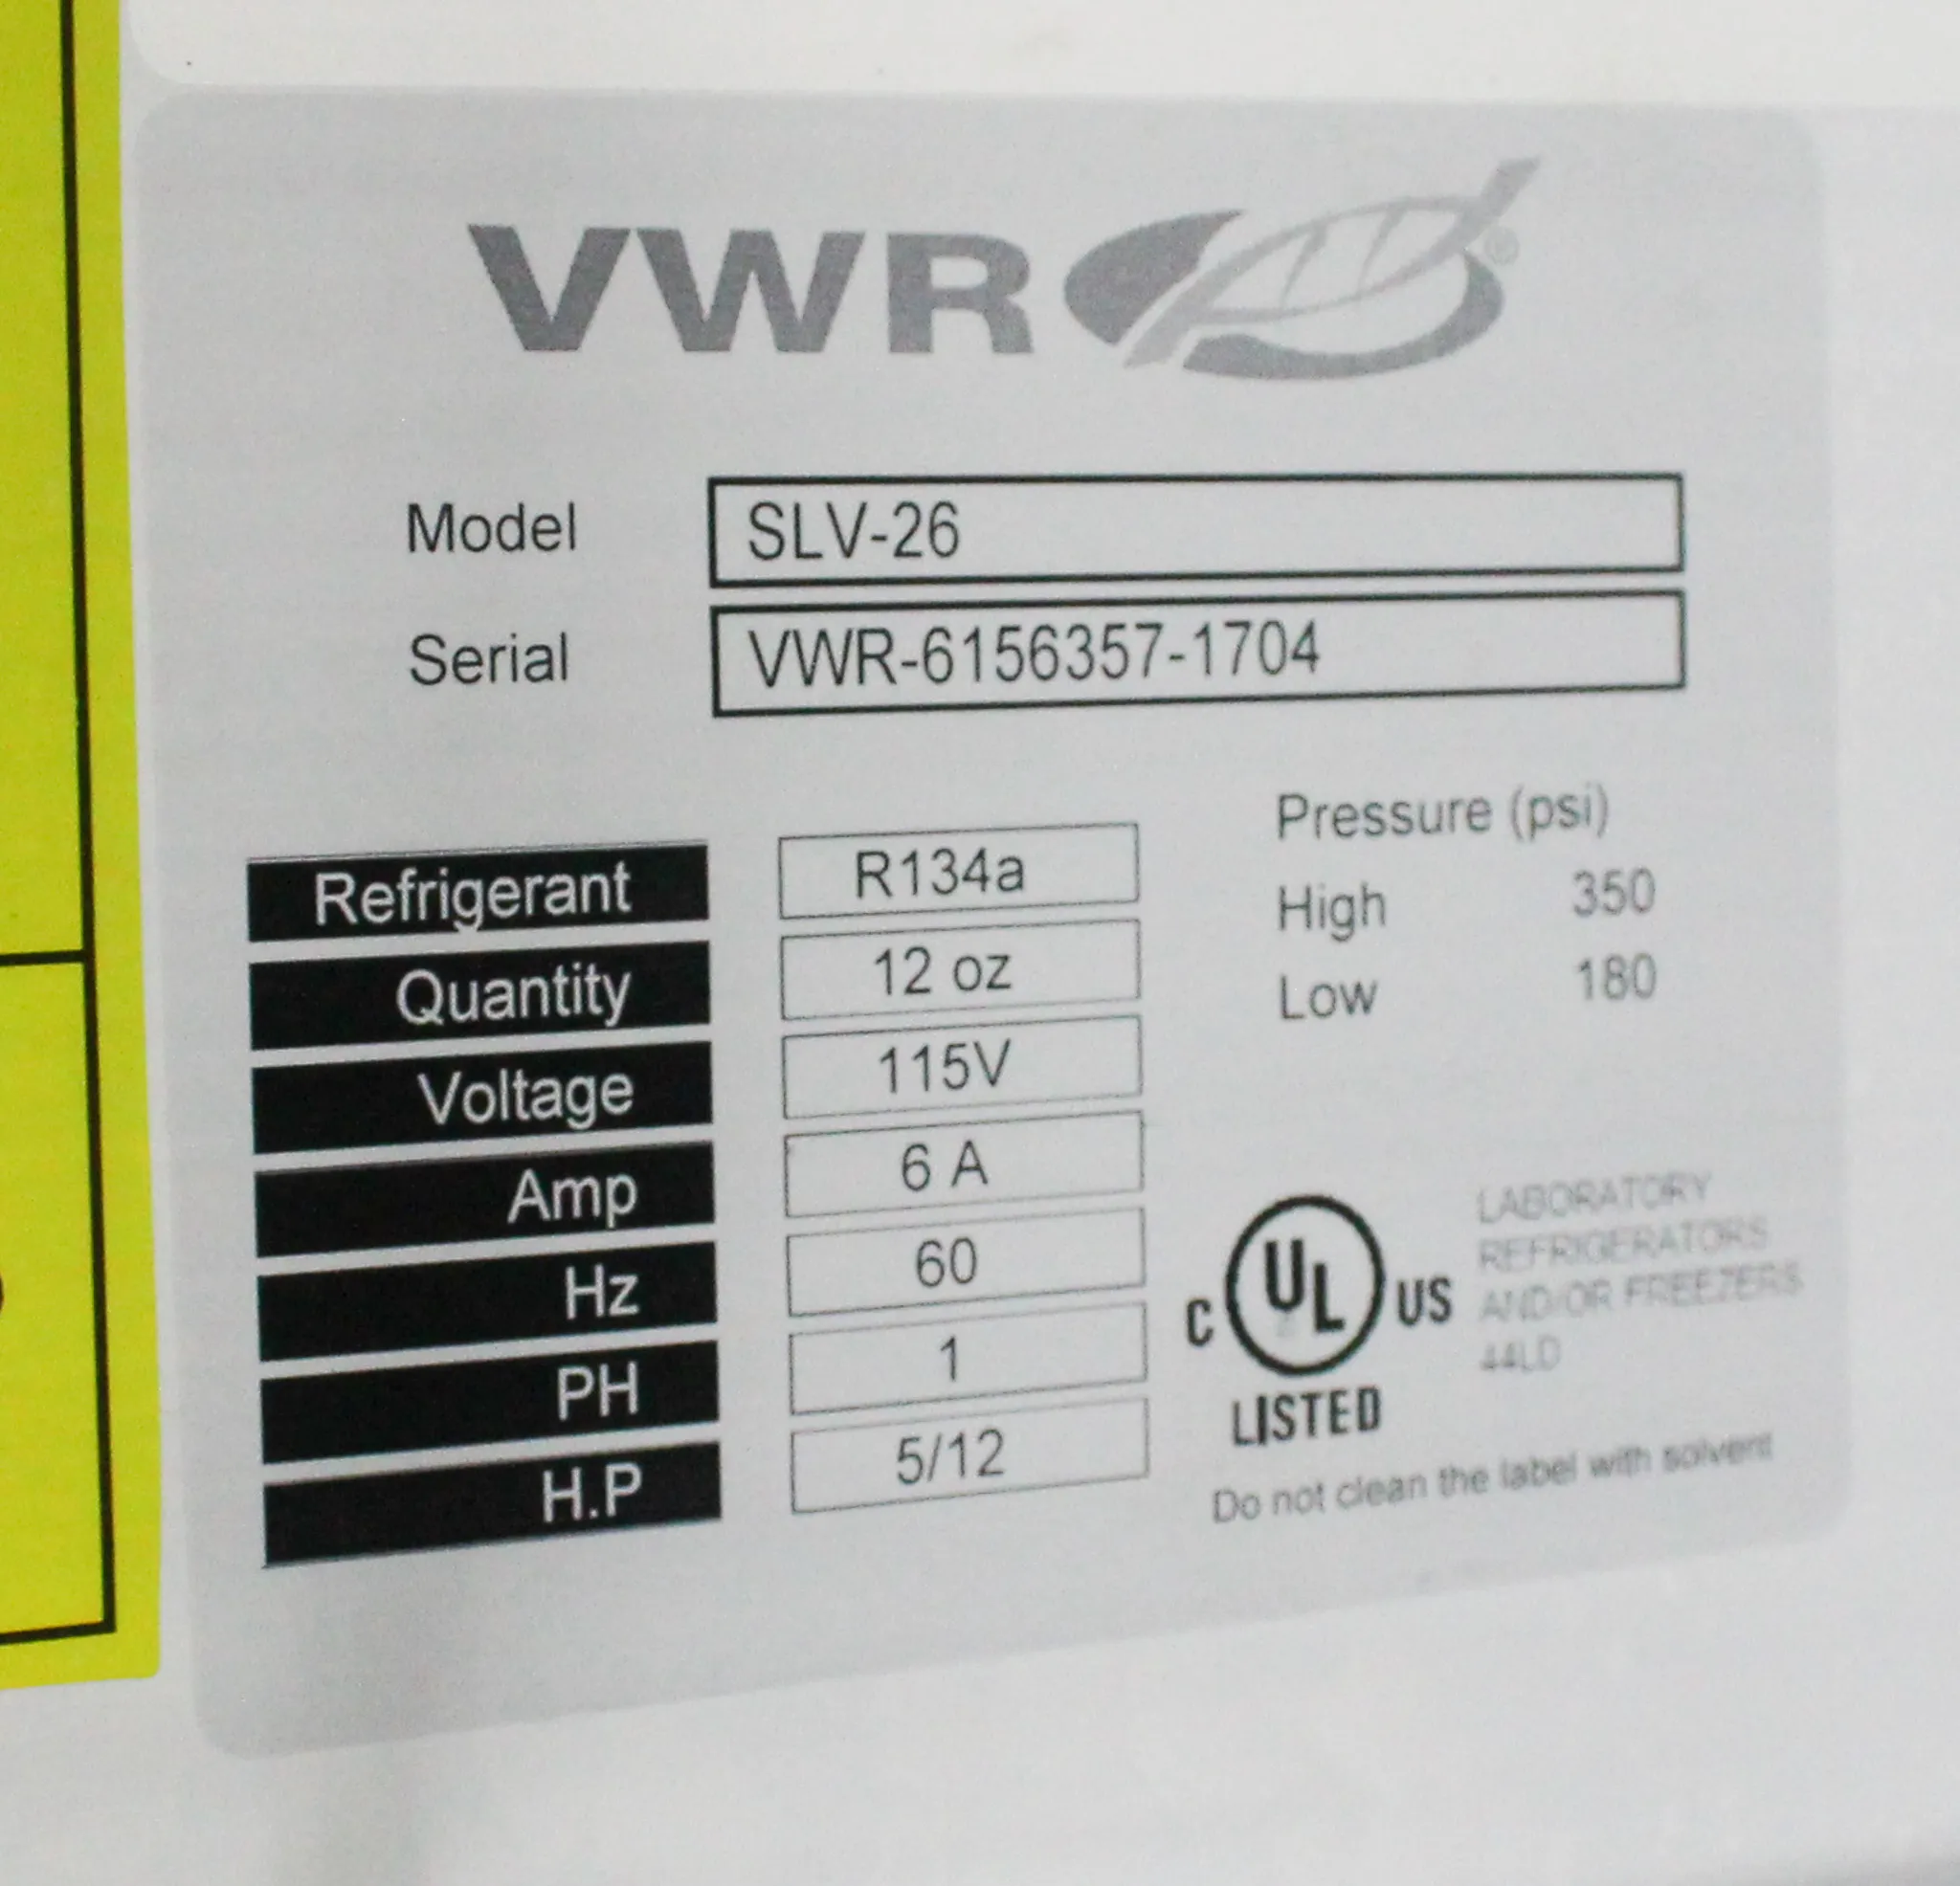 VWR
Model SLV-26
Serial VWR-6156357-1704
Pressure (psi)
Refrigerant R134a
High 350
Quantity 12 oz
Low 180
Voltage 115V
Amp 6 A
Hz 60
PH 1
H.P 5/12
C UL US
LISTED
LABORATORY
REFRIGERATORS
AND/OR FREEZERS
44LD
Do not clean the label with solvent